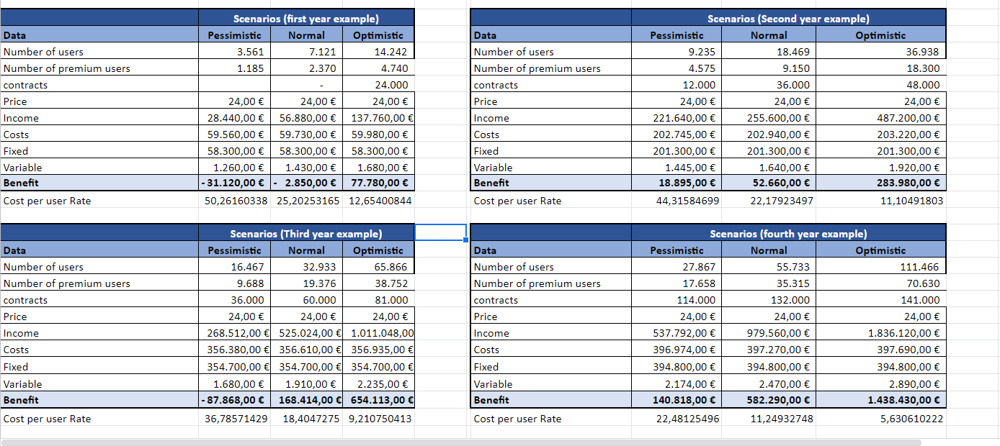 Scenarios (first year example)
Data Pessimistic Normal Optimistic
Number of users 3.561 7.121 14.242
Number of premium users 1.185 2.370 4.740
contracts - 24.000
Price 24,00 € 24,00 € 24,00 €
Income 28.440,00 € 56.880,00 € 137.760,00 €
Costs 59.560,00 € 59.730,00 € 59.980,00 €
Fixed 58.300,00 € 58.300,00 € 58.300,00 €
Variable 1.260,00 € 1.430,00 € 1.680,00 €
Benefit - 31.120,00 € - 2.850,00 € 77.780,00 €
Cost per user Rate 50,26160338 25,20253165 12,65400844
Scenarios (Second year example)
Data Pessimistic Normal Optimistic
Number of users 9.235 18.469 36.938
Number of premium users 4.575 9.150 18.300
contracts 12.000 36.000 48.000
Price 24,00 € 24,00 € 24,00 €
Income 221.640,00 € 255.600,00 € 487.200,00 €
Costs 202.745,00 € 202.940,00 € 203.220,00 €
Fixed 201.300,00 € 201.300,00 € 201.300,00 €
Variable 1.445,00 € 1.640,00 € 1.920,00 €
Benefit 18.895,00 € 52.660,00 € 283.980,00 €
Cost per user Rate 44,31584699 22,17923497 11,10491803
Scenarios (Third year example)
Data Pessimistic Normal Optimistic
Number of users 16.467 32.933 65.866
Number of premium users 9.688 19.376 38.752
contracts 36.000 60.000 81.000
Price 24,00 € 24,00 € 24,00 €
Income 268.512,00 € 525.024,00 € 1.011.048,00
Costs 356.380,00 € 356.610,00 € 356.935,00 €
Fixed 354.700,00 € 354.700,00 € 354.700,00 €
Variable 1.680,00 € 1.910,00 € 2.235,00 €
Benefit - 87.868,00 € 168.414,00 € 654.113,00 €
Cost per user Rate 36,78571429 18,4047275 9,210750413
Scenarios (fourth year example)
Data Pessimistic Normal Optimistic
Number of users 27.867 55.733 111.466
Number of premium users 17.658 35.315 70.630
contracts 114.000 132.000 141.000
Price 24,00 € 24,00 € 24,00 €
Income 537.792,00 € 979.560,00 € 1.836.120,00 €
Costs 396.974,00 € 397.270,00 € 397.690,00 €
Fixed 394.800,00 € 394.800,00 € 394.800,00 €
Variable 2.174,00 € 2.470,00 € 2.890,00 €
Benefit 140.818,00 € 582.290,00 € 1.438.430,00 €
Cost per user Rate 22,48125496 11,24932748 5,630610222